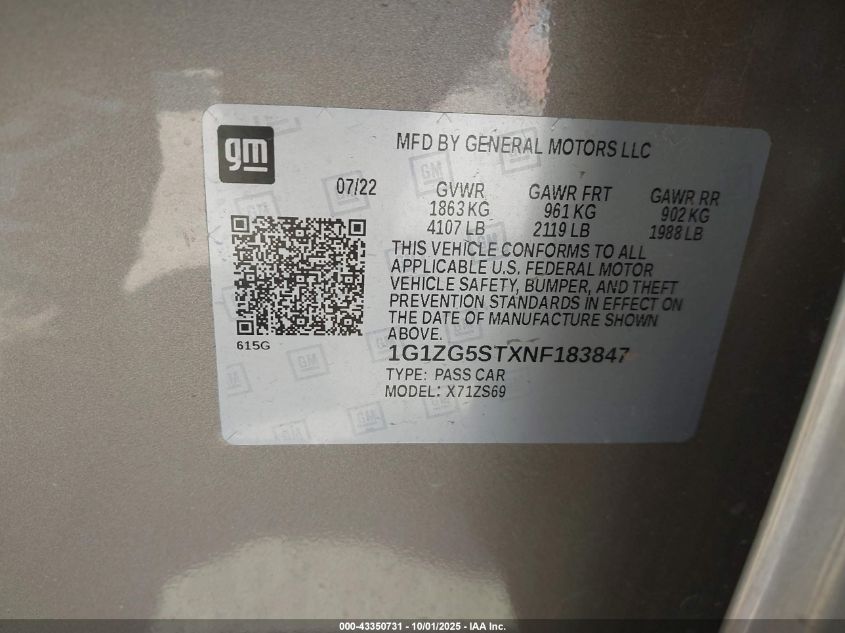 gm
MFD BY GENERAL MOTORS LLC
07/22 GVWR GAWR FRT GAWR RR
1863 KG 961 KG 902 KG
4107 LB 2119 LB 1988 LB
THIS VEHICLE CONFORMS TO ALL
APPLICABLE U.S. FEDERAL MOTOR
VEHICLE SAFETY, BUMPER, AND THEFT
PREVENTION STANDARDS IN EFFECT ON
THE DATE OF MANUFACTURE SHOWN
ABOVE.
615G
1G1ZG5STXNF183847
TYPE: PASS CAR
MODEL: X71ZS69
000-43350731 - 10/01/2025 - IAA Inc.